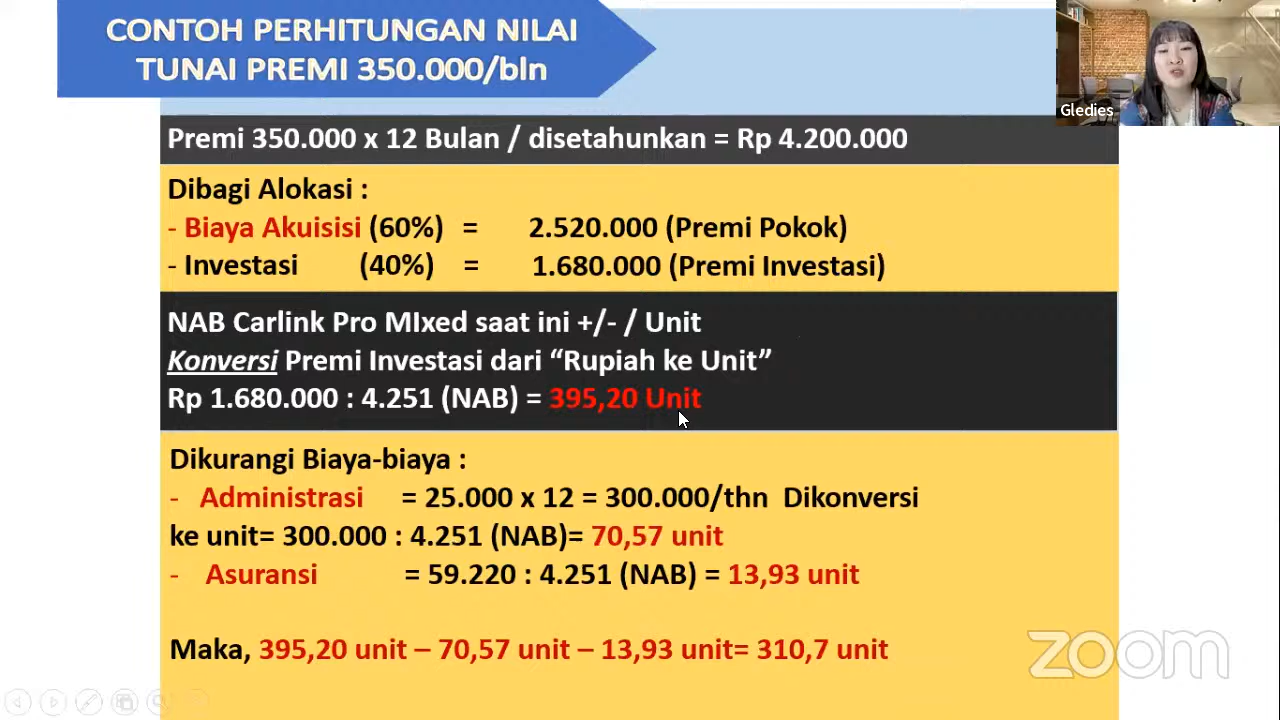 CONTOH PERHITUNGAN NILAI
TUNAI PREMI 350.000/bln
Gledies
Premi 350.000 x 12 Bulan / disetahunkan = Rp 4.200.000
Dibagi Alokasi :
- Biaya Akuisisi (60%) = 2.520.000 (Premi Pokok)
- Investasi (40%) = 1.680.000 (Premi Investasi)
NAB Carlink Pro MIxed saat ini +/- / Unit
Konversi Premi Investasi dari “Rupiah ke Unit”
Rp 1.680.000 : 4.251 (NAB) = 395,20 Unit
Dikurangi Biaya-biaya :
- Administrasi = 25.000 x 12 = 300.000/thn Dikonversi
ke unit= 300.000 : 4.251 (NAB)= 70,57 unit
- Asuransi = 59.220 : 4.251 (NAB) = 13,93 unit
Maka, 395,20 unit – 70,57 unit – 13,93 unit= 310,7 unit
zoom